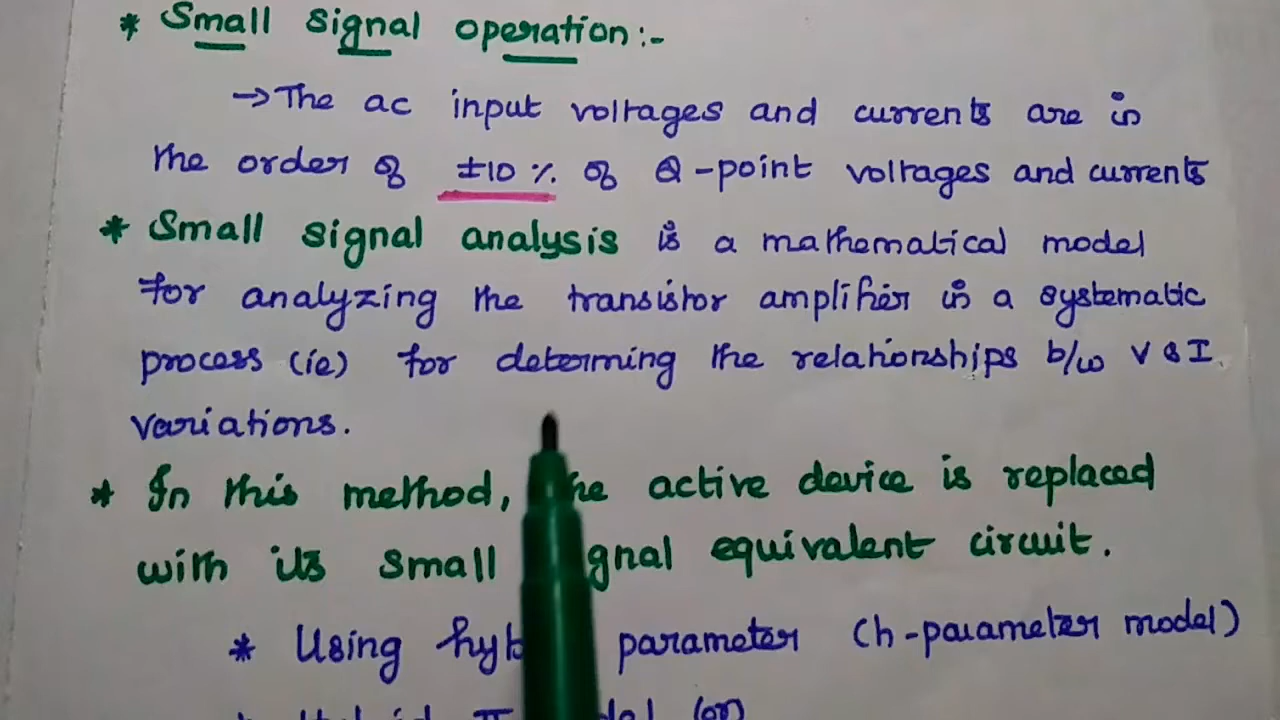 * Small signal operation:-
→ The ac input voltages and currents are in
the order of ±10 % of Q-point voltages and currents
* Small signal analysis is a mathematical model
for analyzing the transistor amplifier in a systematic
process (ie) for determing the relationships b/w V & I
variations.
* In this method, the active device is replaced
with its small signal equivalent circuit.
* Using parameter (h-parameter model)
(or)